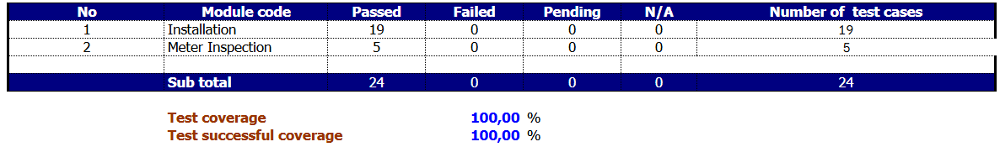 No Module code Passed Failed Pending N/A Number of test cases
1 Installation 19 0 0 0 19
2 Meter Inspection 5 0 0 0 5
Sub total 24 0 0 0 24
Test coverage 100,00 %
Test successful coverage 100,00 %